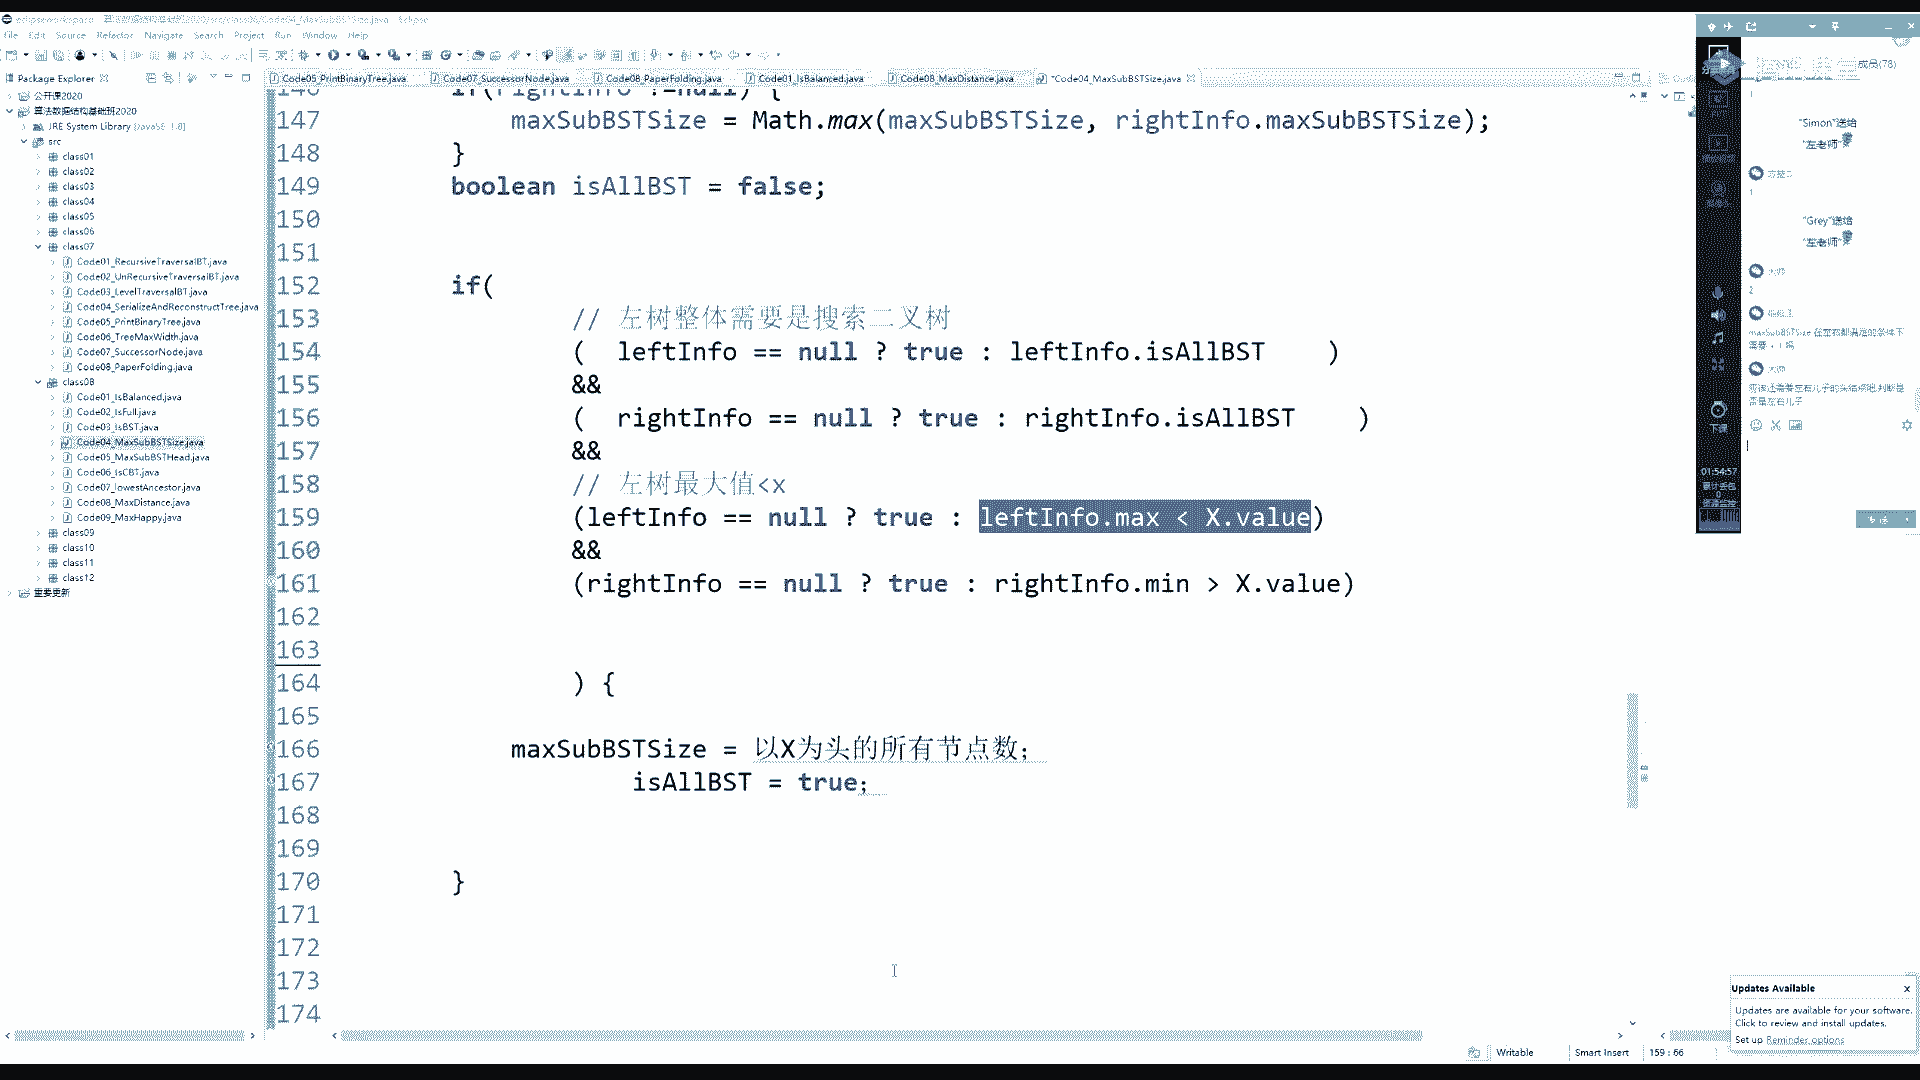 File Edit Source Refactor Navigate Search Project Run Window Help
Package Explorer
Code05_PrintBinaryTree.java
Code07_SuccessorNode.java
Code08_PaperFolding.java
Code01_IsBalanced.java
Code08_MaxDistance.java
*Code04_MaxSubBSTSize.java
公开课2020
算法数据结构基础班2020
JRE System Library [JavaSE-1.8]
src
class01
class02
class03
class04
class05
class06
class07
Code01_RecursiveTraversalBT.java
Code02_UnRecursiveTraversalBT.java
Code03_LevelTraversalBT.java
Code04_SerializeAndReconstructTree.java
Code05_PrintBinaryTree.java
Code06_TreeMaxWidth.java
Code07_SuccessorNode.java
Code08_PaperFolding.java
class08
Code01_IsBalanced.java
Code02_IsFull.java
Code03_IsBST.java
Code04_MaxSubBSTSize.java
Code05_MaxSubBSTHead.java
Code06_IsCBT.java
Code07_lowestAncestor.java
Code08_MaxDistance.java
Code09_MaxHappy.java
class09
class10
class11
class12
重要更新
146 if(rightInfo !=null) {
147 maxSubBSTSize = Math.max(maxSubBSTSize, rightInfo.maxSubBSTSize);
148 }
149 boolean isAllBST = false;
150
151
152 if(
153 // 左树整体需要是搜索二叉树
154 ( leftInfo == null ? true : leftInfo.isAllBST )
155 &&
156 ( rightInfo == null ? true : rightInfo.isAllBST )
157 &&
158 // 左树最大值<x
159 (leftInfo == null ? true : leftInfo.max < X.value)
160 &&
161 (rightInfo == null ? true : rightInfo.min > X.value)
162
163
164 ) {
165
166 maxSubBSTSize = 以X为头的所有节点数;
167 isAllBST = true;
168
169
170 }
171
172
173
174
成员(78)
1
"Simon"送给
"左老师"
1
"Grey"送给
"左老师"
2
01:54:57
下课
0
Updates Available
Updates are available for your software.
Click to review and install updates.
Set up Reminder options
Writable
Smart Insert
159 : 66